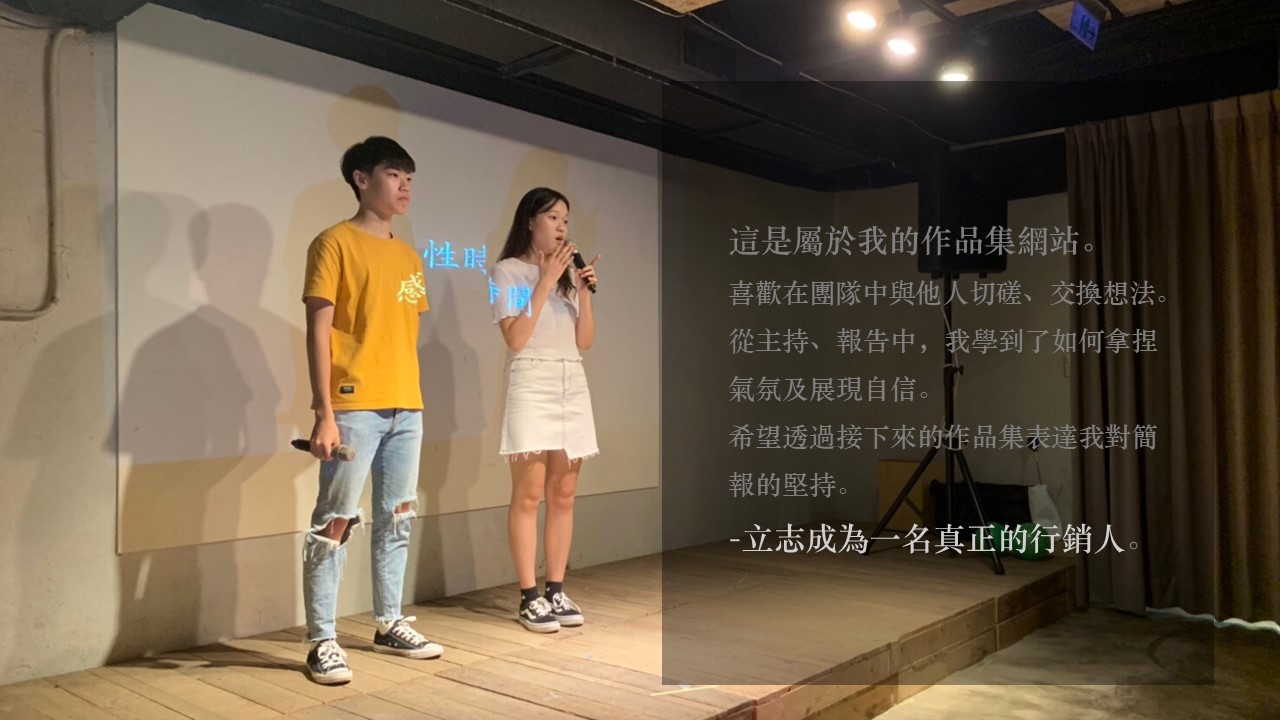 性時
感
間
這是屬於我的作品集網站。
喜歡在團隊中與他人切磋、交換想法。
從主持、報告中，我學到了如何拿捏
氣氛及展現自信。
希望透過接下來的作品集表達我對簡
報的堅持。
-立志成為一名真正的行銷人。